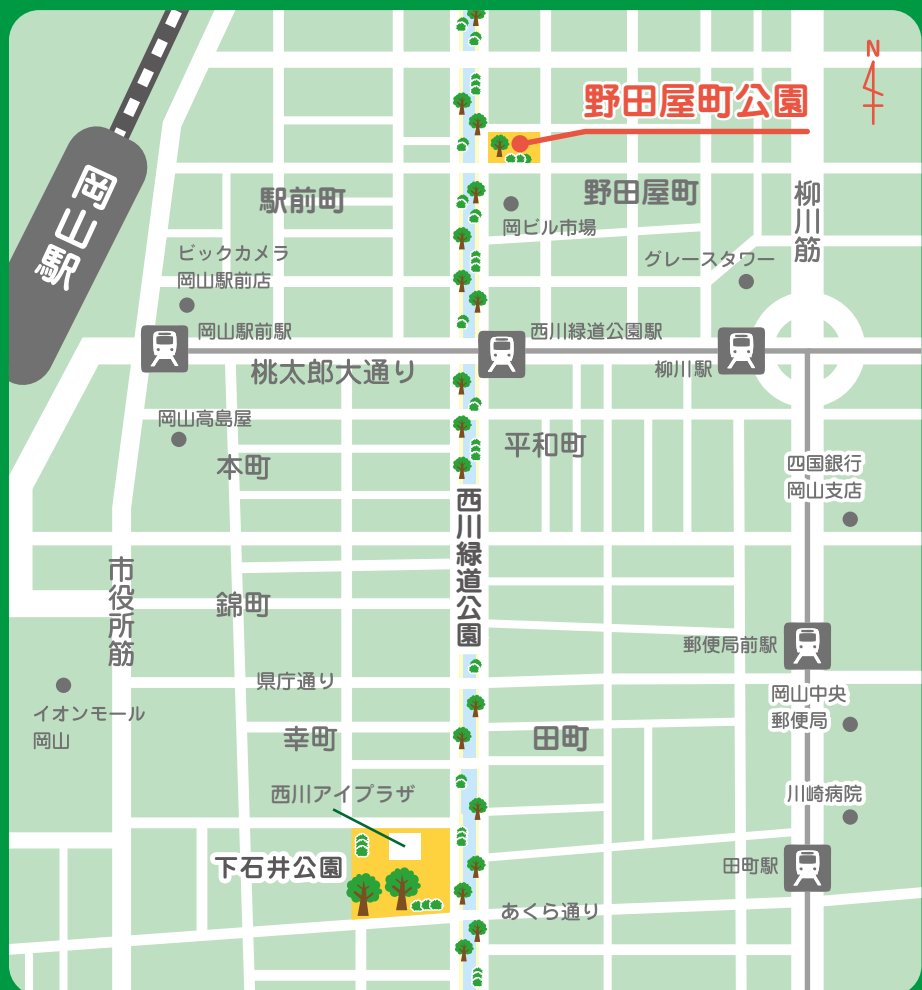 N
野田屋町公園
岡山駅
駅前町
野田屋町
柳川筋
岡ビル市場
ビックカメラ
岡山駅前店
グレースタワー
岡山駅前駅
西川緑道公園駅
柳川駅
桃太郎大通り
岡山高島屋
平和町
本町
四国銀行
岡山支店
西川緑道公園
市役所筋
錦町
郵便局前駅
県庁通り
岡山中央
郵便局
イオンモール
岡山
幸町
田町
西川アイプラザ
川崎病院
下石井公園
田町駅
あくら通り